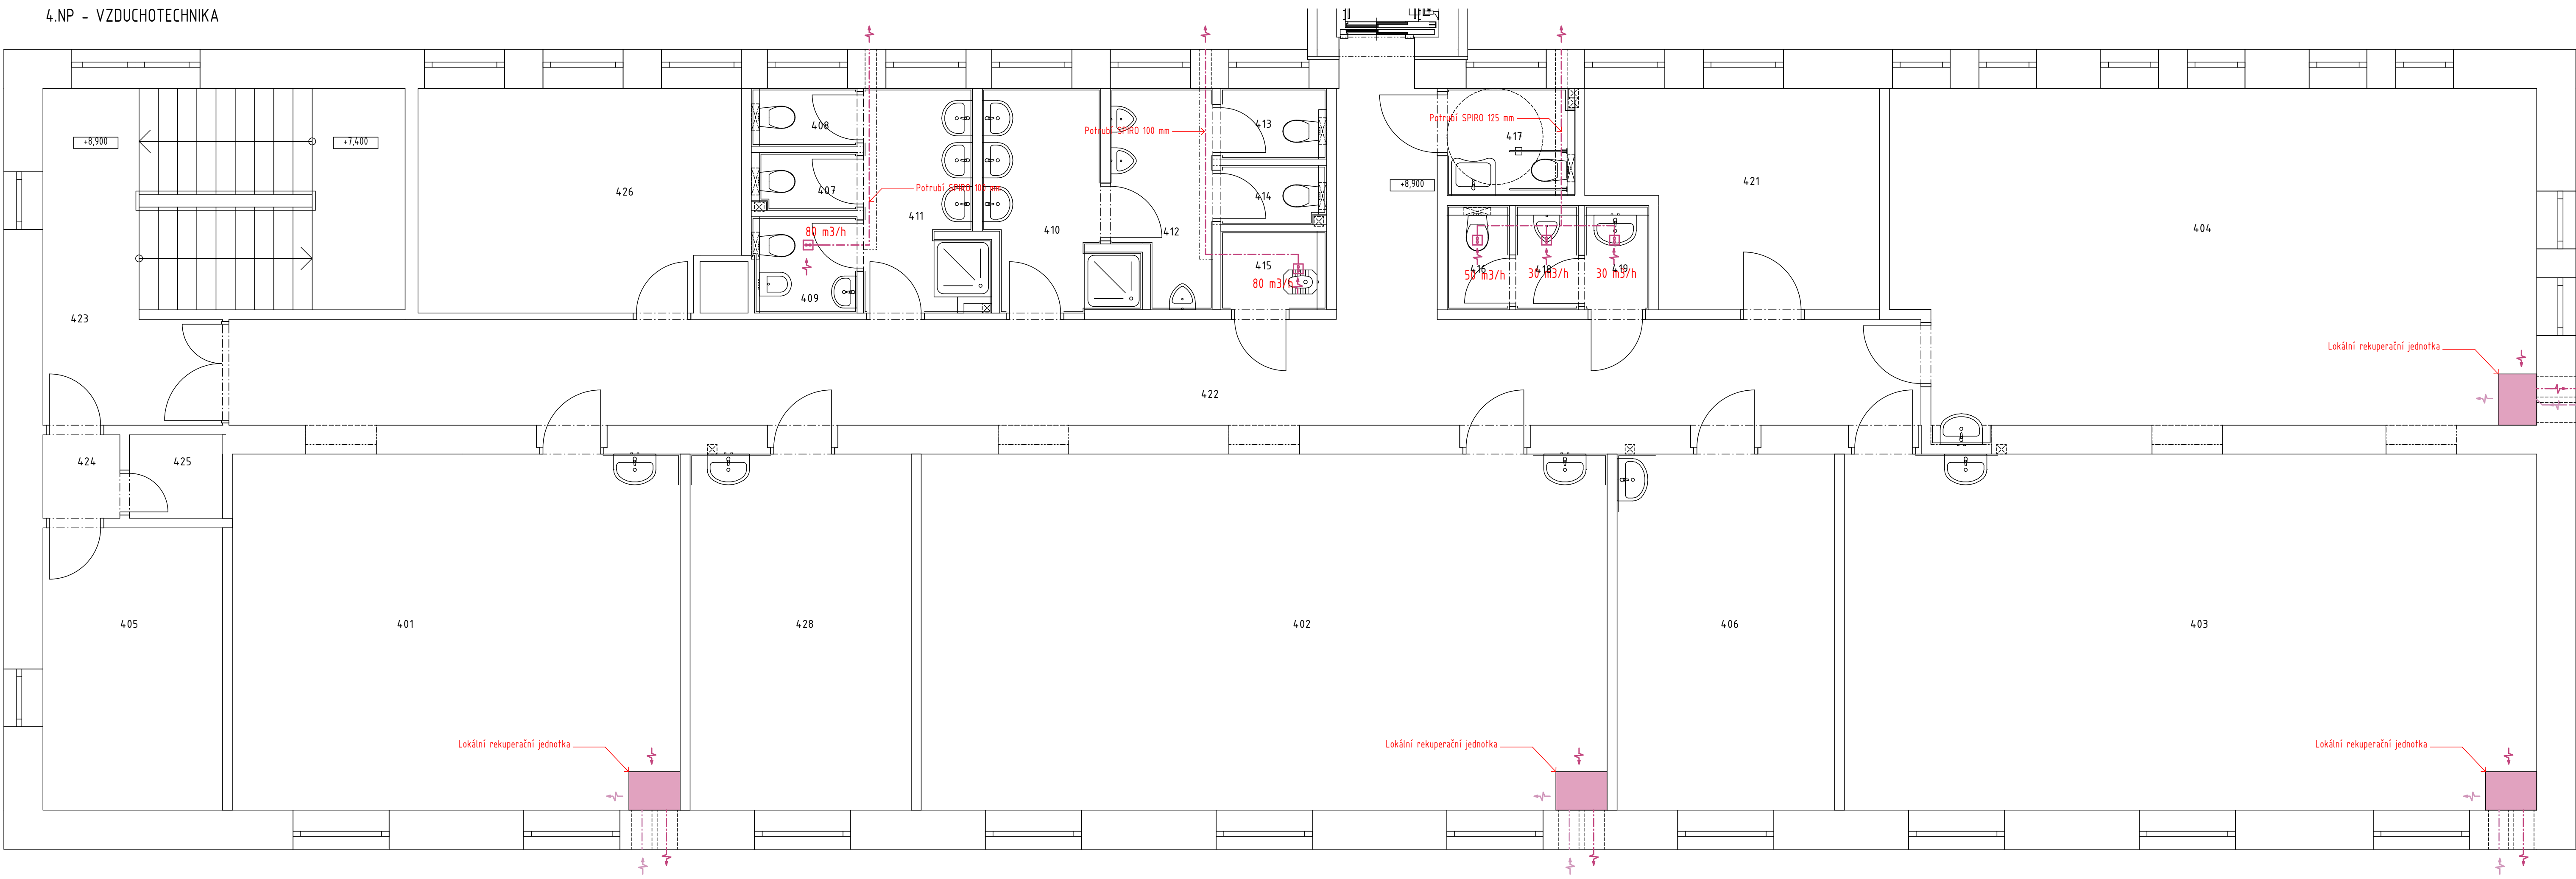 4.NP - VZDUCHOTECHNIKA
408
413
Potrubí SPIRO 100 mm
Potrubí SPIRO 125 mm
417
+8,900
+7,400
426
407
Potrubí SPIRO 100 mm
411
414
+8,900
421
410
412
404
80 m3/h
415
80 m3/h
416
50 m3/h
418
30 m3/h
419
30 m3/h
409
423
Lokální rekuperační jednotka
422
424
425
405
401
428
402
406
403
Lokální rekuperační jednotka
Lokální rekuperační jednotka
Lokální rekuperační jednotka